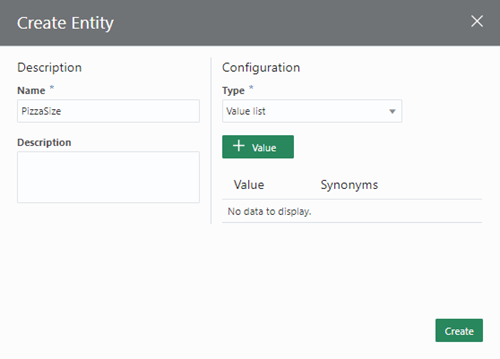 Create Entity
Description
Name *
PizzaSize
Description
Configuration
Type *
Value list
+ Value
Value Synonyms
No data to display.
Create